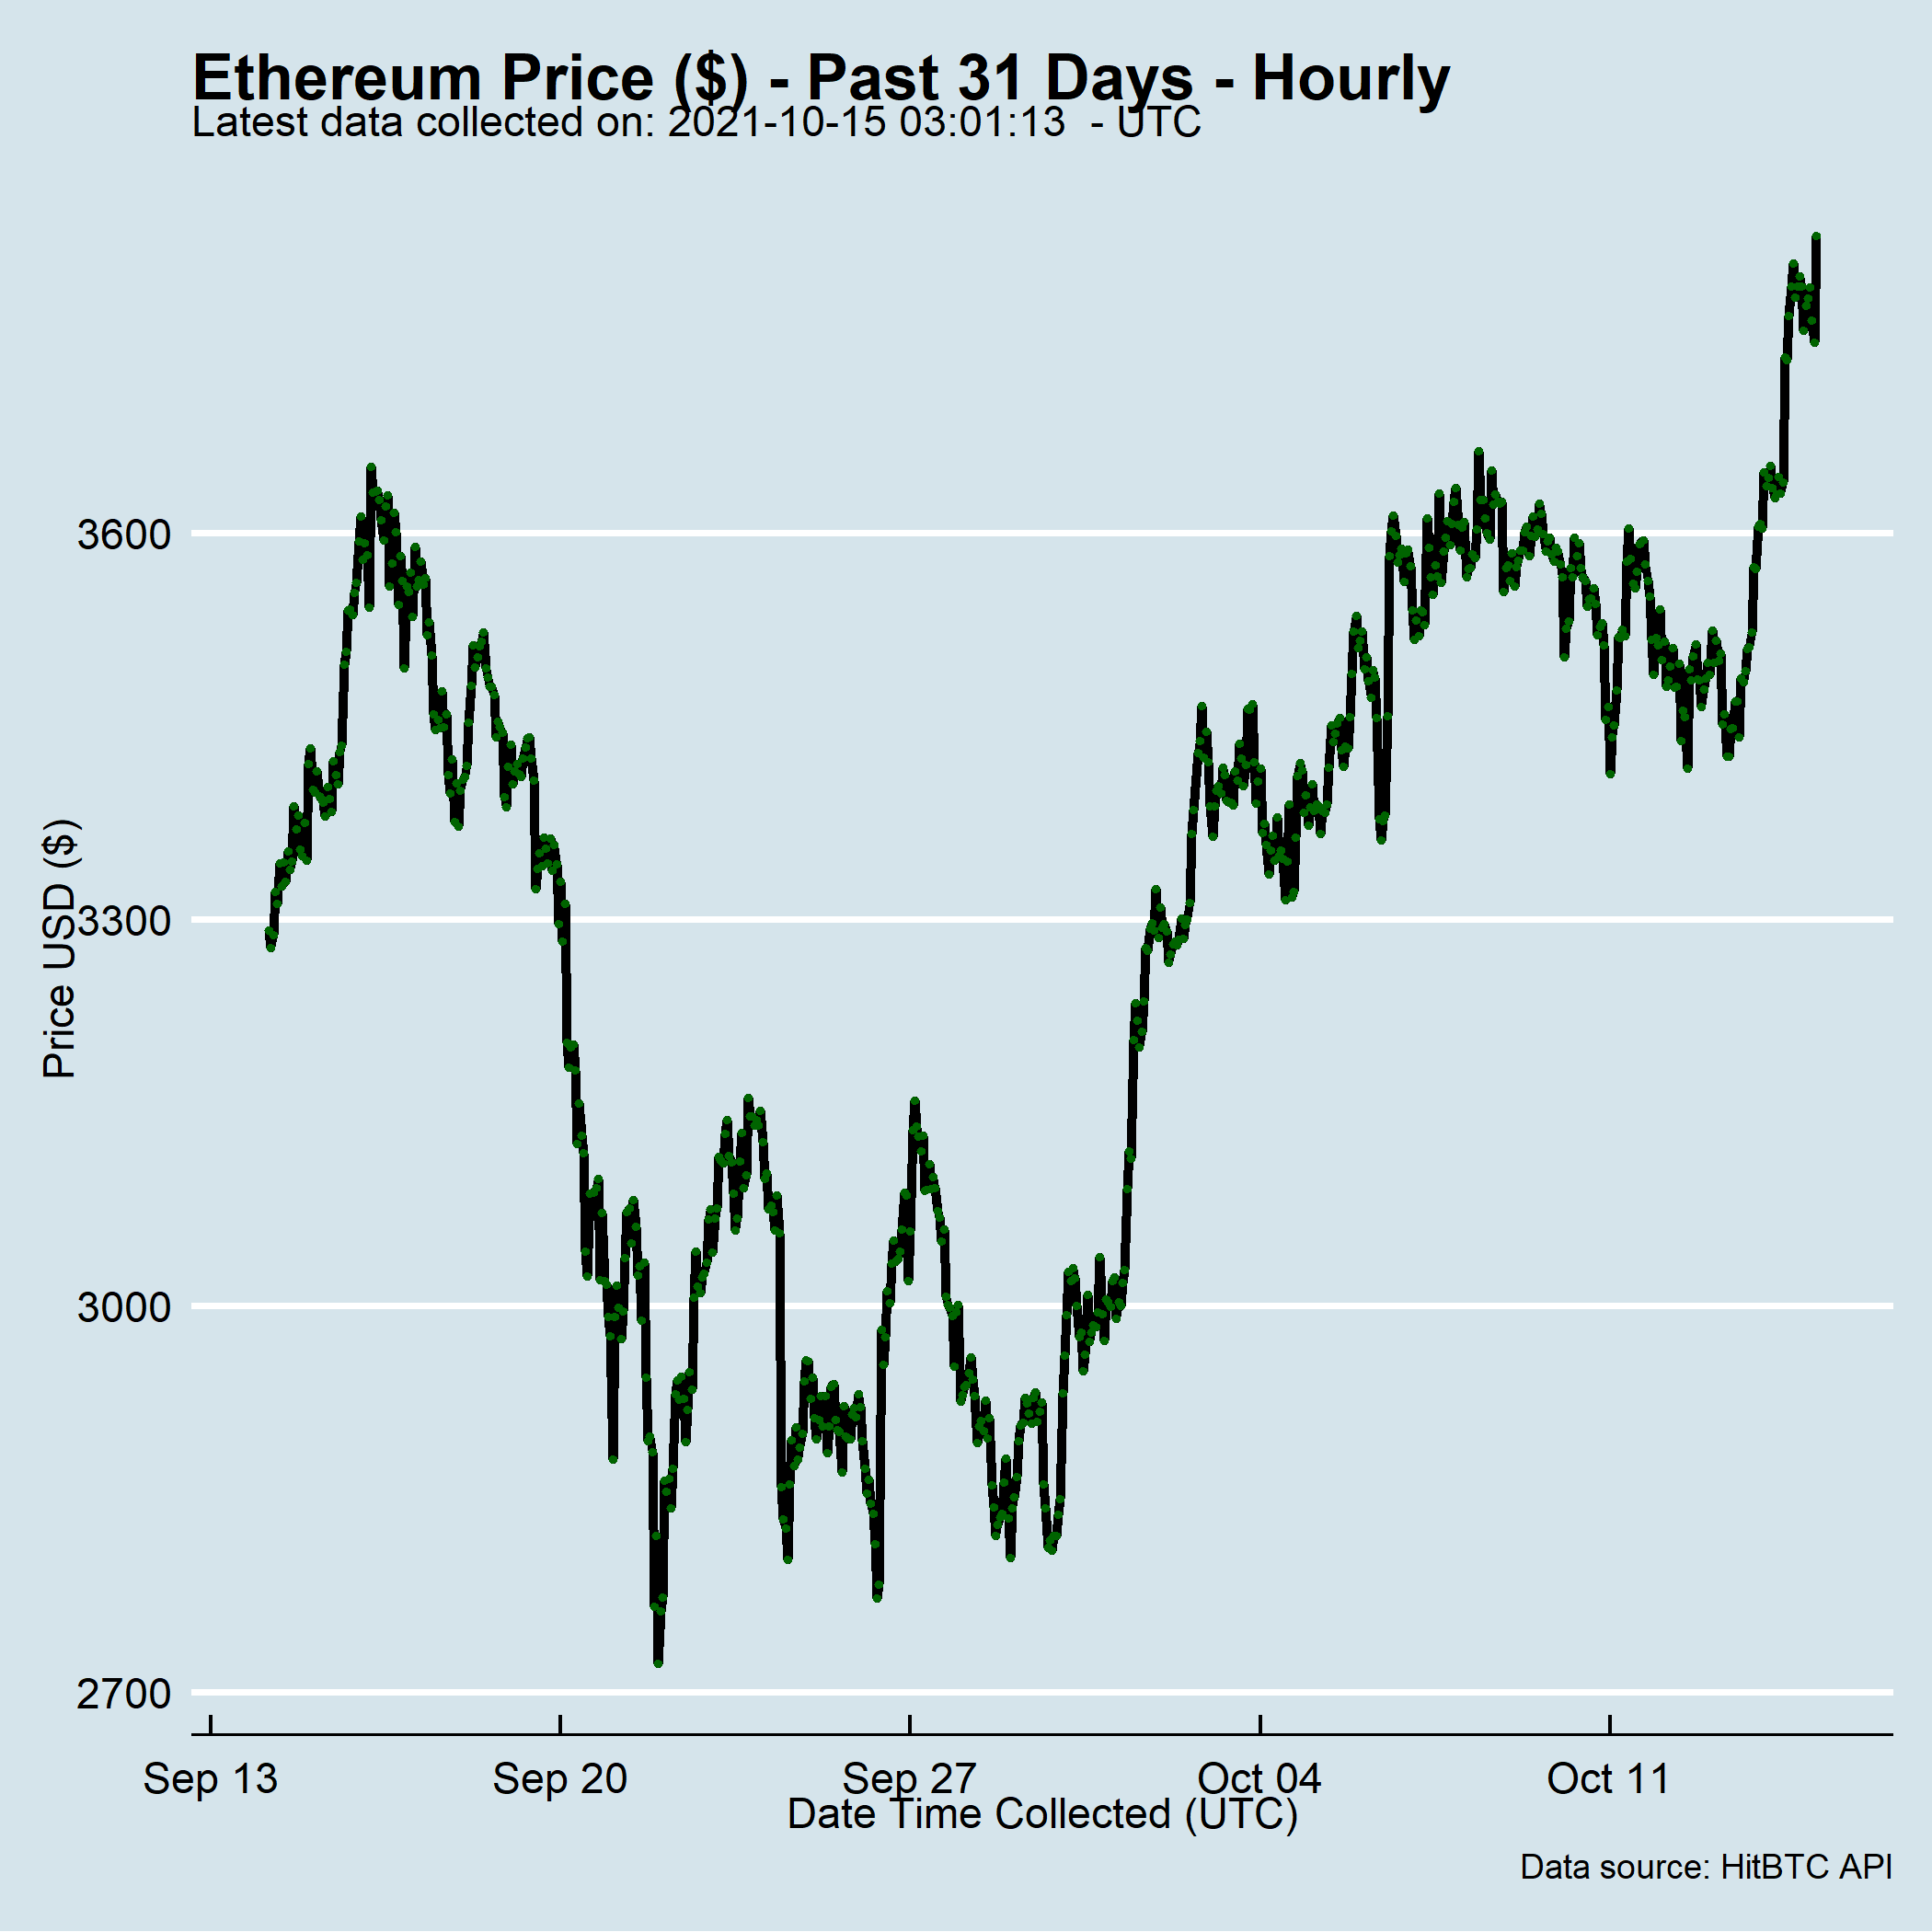 Ethereum Price ($) - Past 31 Days - Hourly
Latest data collected on: 2021-10-15 03:01:13  - UTC
Price USD ($)
3600
3300
3000
2700
Sep 13
Sep 20
Sep 27
Oct 04
Oct 11
Date Time Collected (UTC)
Data source: HitBTC API